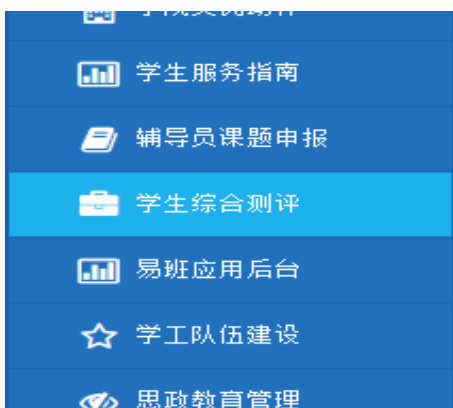 学生服务指南
辅导员课题申报
学生综合测评
易班应用后台
学工队伍建设
思政教育管理